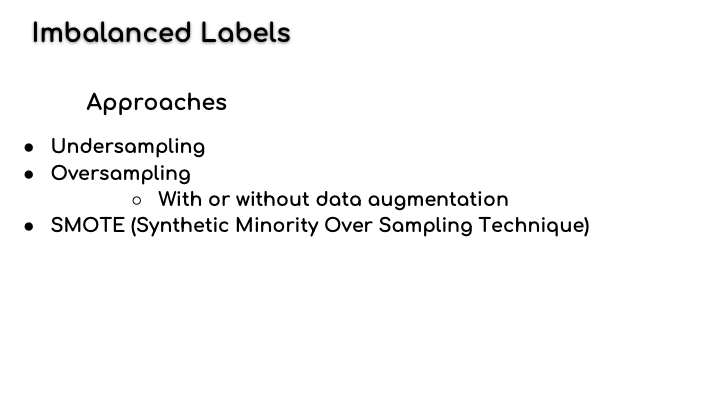 Imbalanced Labels
Approaches
● Undersampling
● Oversampling
○ With or without data augmentation
● SMOTE (Synthetic Minority Over Sampling Technique)